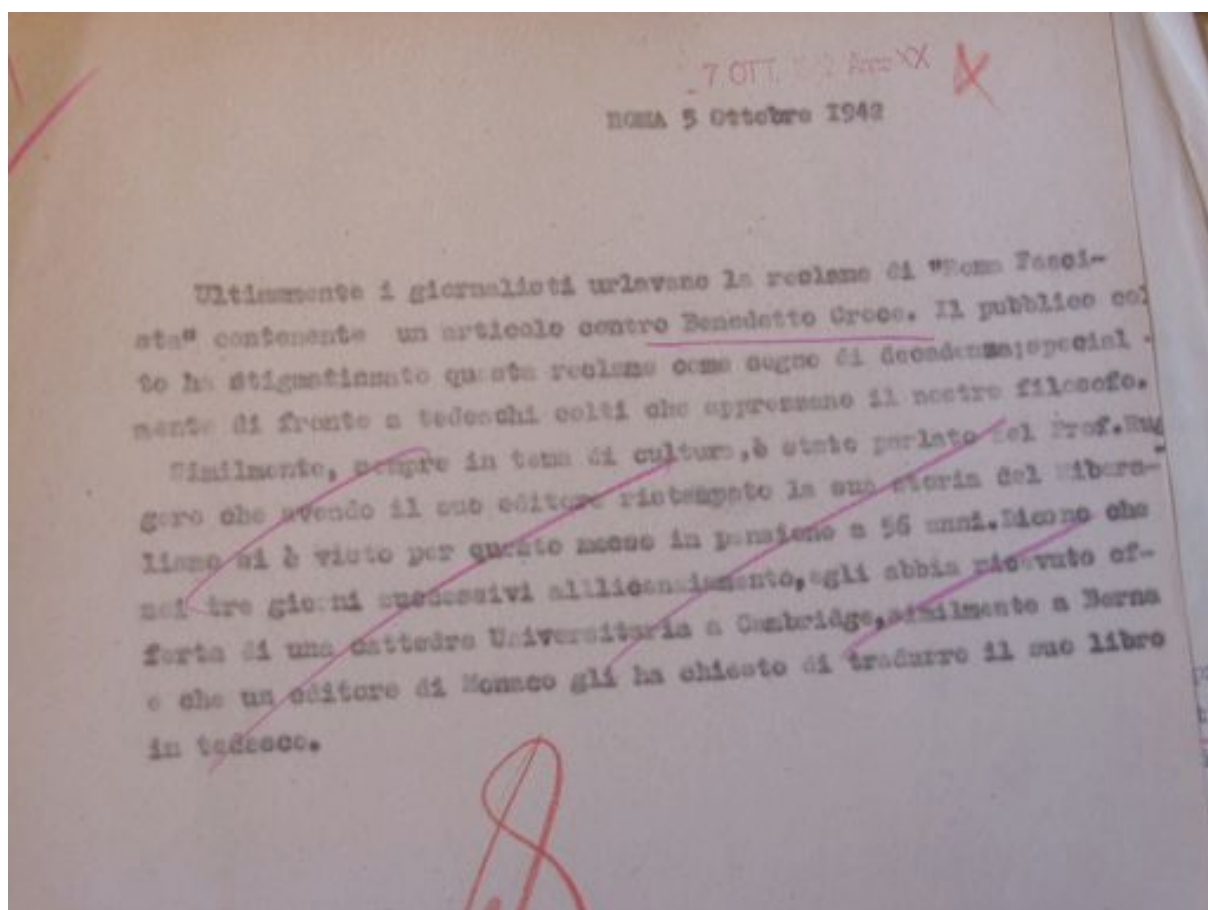 7 OTT. Anno XX
ROMA 5 Ottobre 1942
Ultimamente i giornalisti urlavano la reclame di "Roma Fasci-
sta" contenente un articolo contro Benedetto Croce. Il pubblico col
to ha stigmatizzato questa reclame come segno di decadenza;special -
mente di fronte a tedeschi colti che apprezzano il nostro filosofo.
Similmente, sempre in tema di cultura,è stato parlato del Prof.Rug
gero che avendo il suo editore ristampato la sua storia del Libera-
lismo si è visto per questo messo in pensione a 56 anni.Dicono che
nei tre giorni successivi all'licenziamento,egli abbia ricevuto of-
ferta di una cattedra Universitaria a Cambridge,similmente a Berna
e che un editore di Monaco gli ha chiesto di tradurre il suo libro
in tedesco.